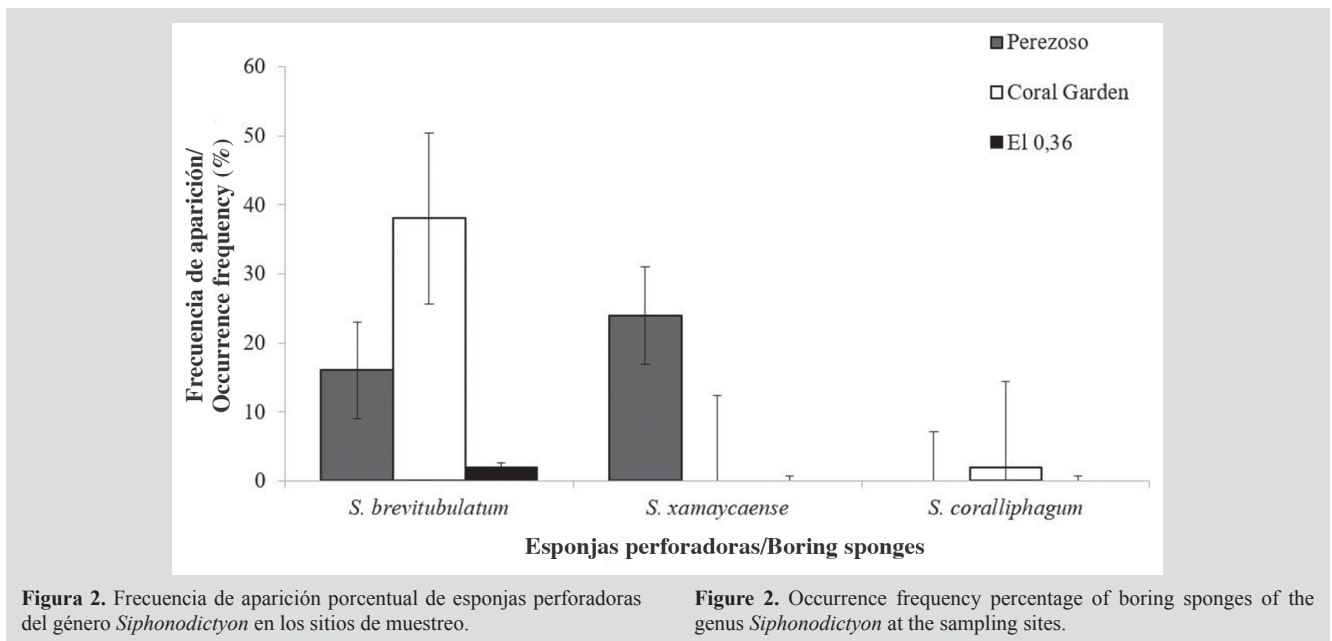 Perezoso
Coral Garden
El 0,36
60
50
40
30
20
10
0
Frecuencia de aparición/
Occurrence frequency (%)
S. brevitubulatum
S. xamaycaense
S. coralliphagum
Esponjas perforadoras/Boring sponges
Figura 2. Frecuencia de aparición porcentual de esponjas perforadoras
del género Siphonodictyon en los sitios de muestreo.
Figure 2. Occurrence frequency percentage of boring sponges of the
genus Siphonodictyon at the sampling sites.